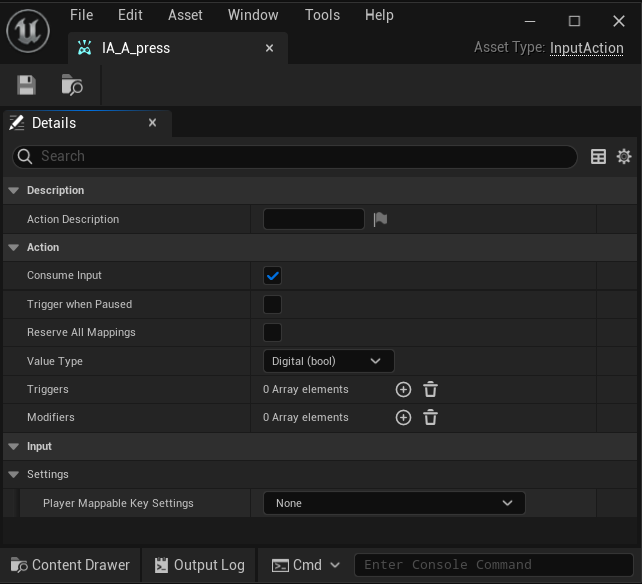 File Edit Asset Window Tools Help
IA_A_press
Asset Type: InputAction
Details
Search
Description
Action Description
Action
Consume Input
Trigger when Paused
Reserve All Mappings
Value Type Digital (bool)
Triggers 0 Array elements
Modifiers 0 Array elements
Input
Settings
Player Mappable Key Settings None
Content Drawer Output Log Cmd Enter Console Command